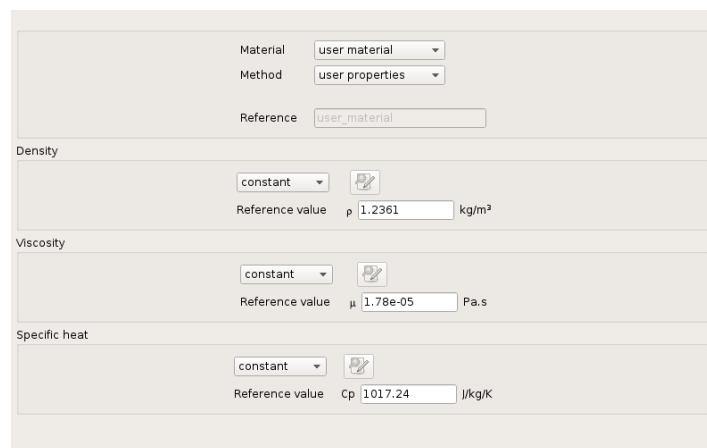 Material user material
Method user properties
Reference user_material
Density
constant
Reference value ρ 1.2361 kg/m³
Viscosity
constant
Reference value μ 1.78e-05 Pa.s
Specific heat
constant
Reference value Cp 1017.24 J/kg/K